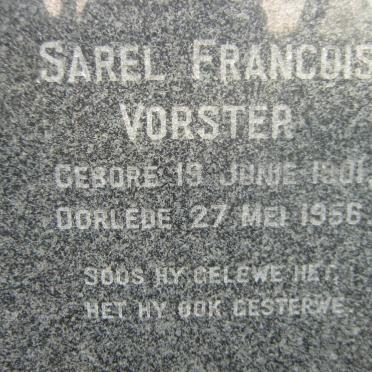 SAREL FRANCOIS
VORSTER
GEBORE 19 JUNIE 1901.
OORLEDE 27 MEI 1956.
SOOS HY GELEWE HET,
HET HY OOK GESTERWE.